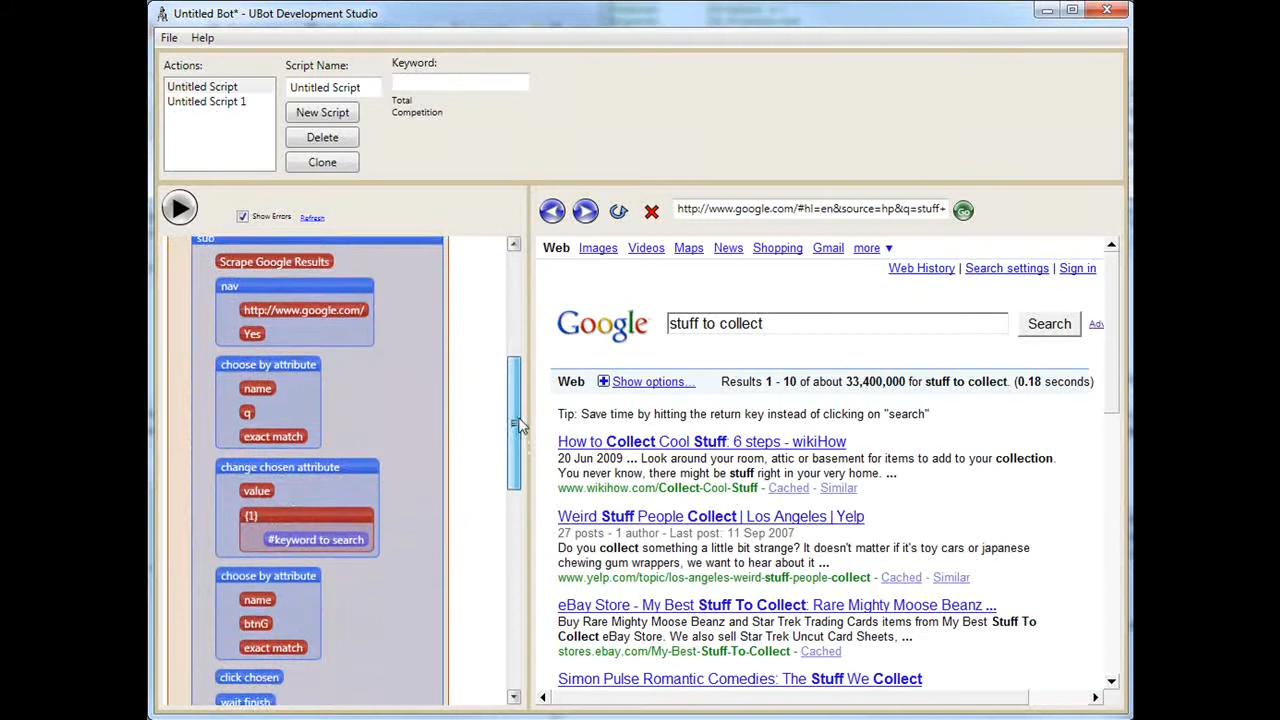 Untitled Bot* - UBot Development Studio
File Help
Actions:
Untitled Script
Untitled Script 1
Script Name:
Untitled Script
New Script
Delete
Clone
Keyword:
Total
Competition
Show Errors Refresh
sub
Scrape Google Results
nav
http://www.google.com/
Yes
choose by attribute
name
q
exact match
change chosen attribute
value
{1}
#keyword to search
choose by attribute
name
btnG
exact match
click chosen
wait finish
http://www.google.com/#hl=en&source=hp&q=stuff+ Go
Web Images Videos Maps News Shopping Gmail more ▼
Web History | Search settings | Sign in
Google stuff to collect Search Adv
Web Show options... Results 1 - 10 of about 33,400,000 for stuff to collect. (0.18 seconds)
Tip: Save time by hitting the return key instead of clicking on "search"
How to Collect Cool Stuff: 6 steps - wikiHow
20 Jun 2009 ... Look around your room, attic or basement for items to add to your collection.
You never know, there might be stuff right in your very home. ...
www.wikihow.com/Collect-Cool-Stuff - Cached - Similar
Weird Stuff People Collect | Los Angeles | Yelp
27 posts - 1 author - Last post: 11 Sep 2007
Do you collect something a little bit strange? It doesn't matter if it's toy cars or japanese
chewing gum wrappers, we want to hear about it ...
www.yelp.com/topic/los-angeles-weird-stuff-people-collect - Cached - Similar
eBay Store - My Best Stuff To Collect: Rare Mighty Moose Beanz ...
Buy Rare Mighty Moose Beanz and Star Trek Trading Cards items from My Best Stuff To
Collect eBay Store. We also sell Star Trek Uncut Card Sheets, ...
stores.ebay.com/My-Best-Stuff-To-Collect - Cached
Simon Pulse Romantic Comedies: The Stuff We Collect